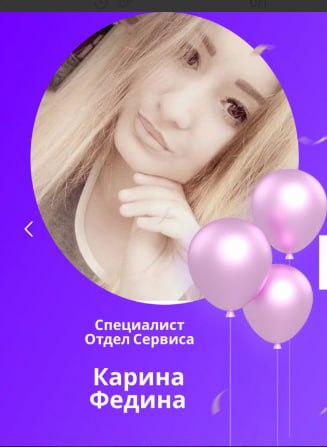 Специалист
Отдел Сервиса
Карина
Федина